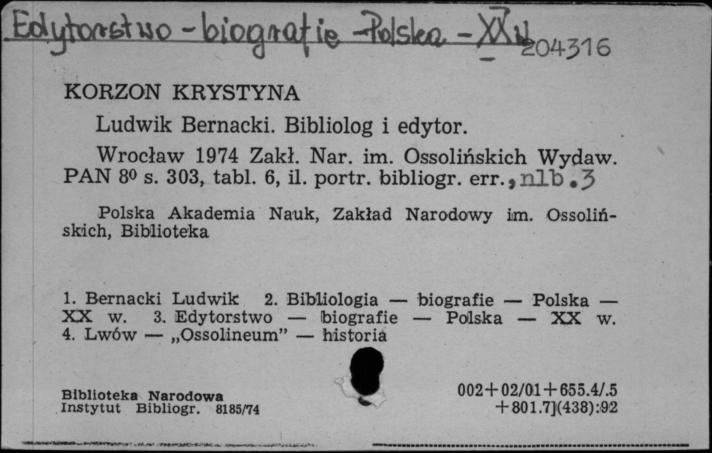 Edytorstwo - biografie - Polska - XX w.
204316
KORZON KRYSTYNA
Ludwik Bernacki. Bibliolog i edytor.
Wrocław 1974 Zakł. Nar. im. Ossolińskich Wydaw.
PAN 8⁰ s. 303, tabl. 6, il. portr. bibliogr. err., nlb. 3
Polska Akademia Nauk, Zakład Narodowy im. Ossoliń-
skich, Biblioteka
1. Bernacki Ludwik 2. Bibliologia — biografie — Polska —
XX w. 3. Edytorstwo — biografie — Polska — XX w.
4. Lwów — „Ossolineum” — historia
Biblioteka Narodowa
Instytut Bibliogr. 8185/74
002+02/01+655.4/.5
+801.7](438):92